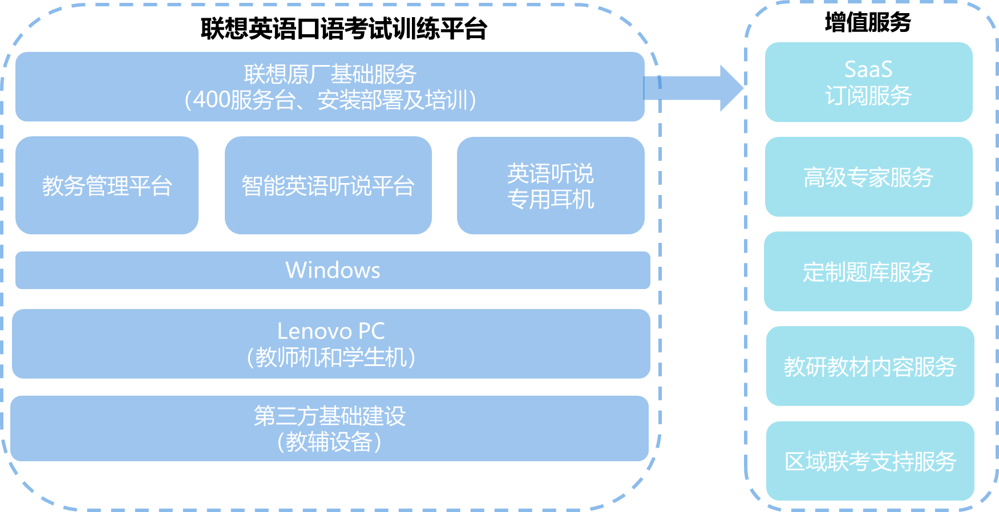 联想英语口语考试训练平台
联想原厂基础服务
（400服务台、安装部署及培训）
教务管理平台
智能英语听说平台
英语听说
专用耳机
Windows
Lenovo PC
（教师机和学生机）
第三方基础建设
（教辅设备）
增值服务
SaaS
订阅服务
高级专家服务
定制题库服务
教研教材内容服务
区域联考支持服务